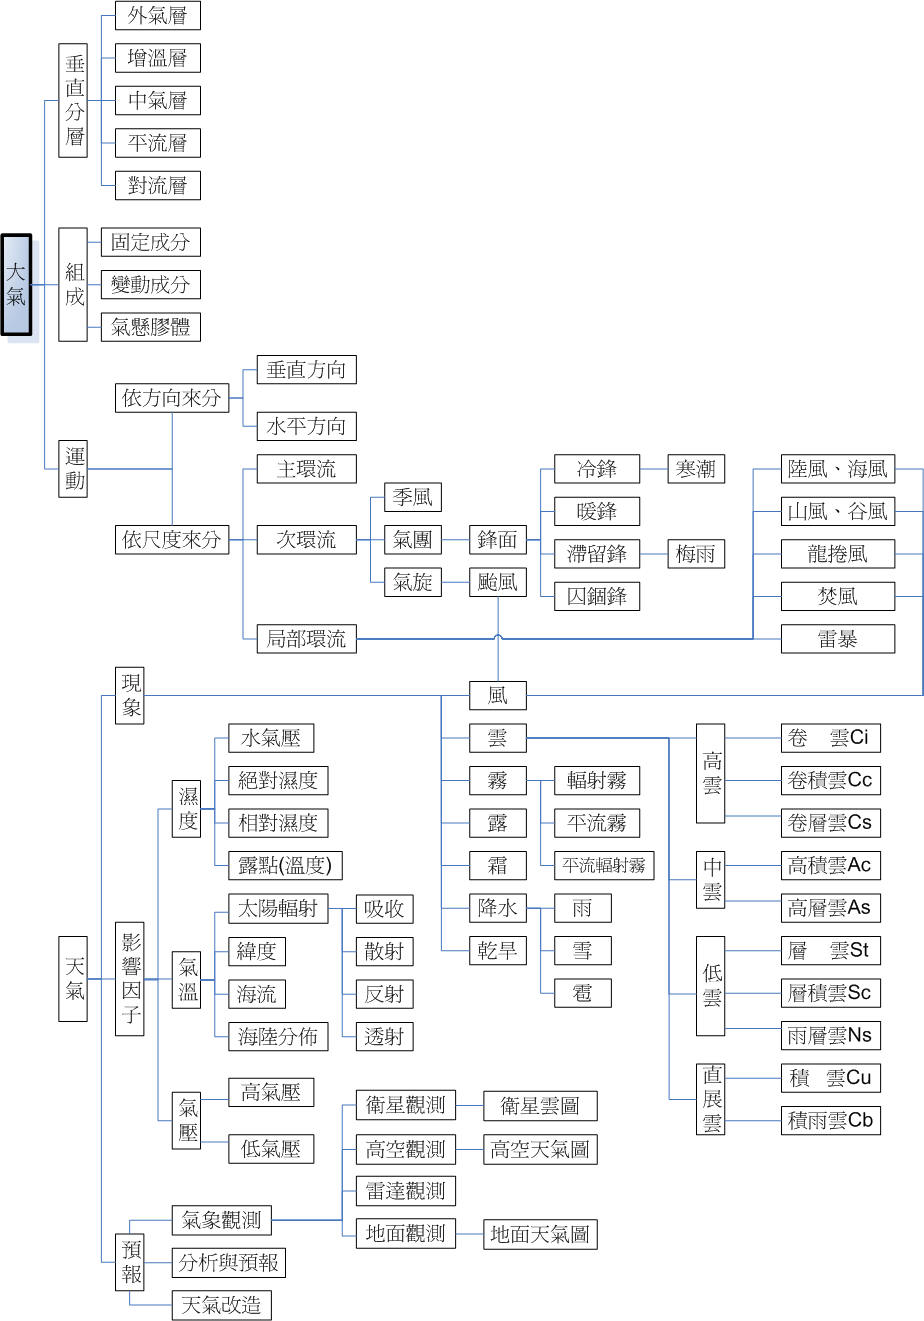 大氣
垂直分層
外氣層
增溫層
中氣層
平流層
對流層
組成
固定成分
變動成分
氣懸膠體
運動
依方向來分
垂直方向
水平方向
依尺度來分
主環流
次環流
季風
氣團
鋒面
冷鋒
寒潮
暖鋒
滯留鋒
梅雨
囚錮鋒
氣旋
颱風
局部環流
陸風、海風
山風、谷風
龍捲風
焚風
雷暴
天氣
現象
風
雲
高雲
卷　雲Ci
卷積雲Cc
卷層雲Cs
中雲
高積雲Ac
高層雲As
低雲
層　雲St
層積雲Sc
雨層雲Ns
直展雲
積　雲Cu
積雨雲Cb
霧
輻射霧
平流霧
平流輻射霧
露
霜
降水
雨
雪
雹
乾旱
影響因子
濕度
水氣壓
絕對濕度
相對濕度
露點(溫度)
氣溫
太陽輻射
吸收
散射
反射
透射
緯度
海流
海陸分佈
氣壓
高氣壓
低氣壓
預報
氣象觀測
衛星觀測
衛星雲圖
高空觀測
高空天氣圖
雷達觀測
地面觀測
地面天氣圖
分析與預報
天氣改造